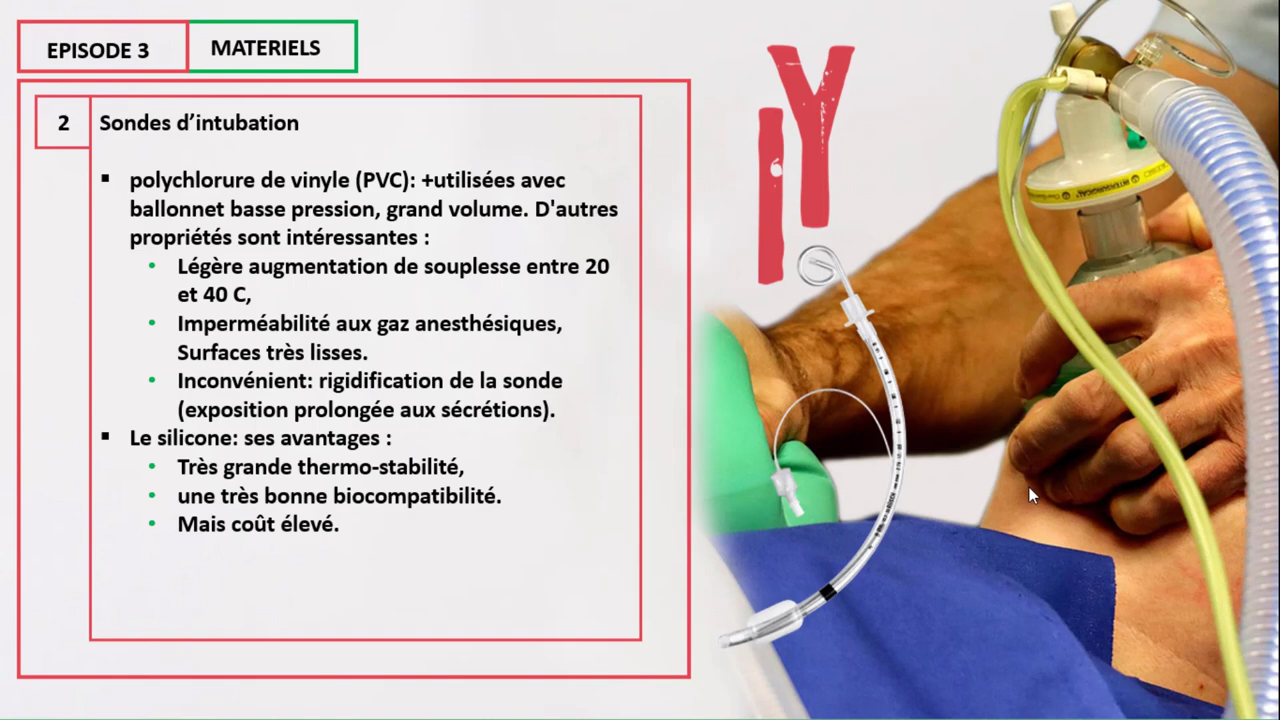 EPISODE 3
MATERIELS
2
Sondes d’intubation
▪ polychlorure de vinyle (PVC): +utilisées avec
ballonnet basse pression, grand volume. D'autres
propriétés sont intéressantes :
• Légère augmentation de souplesse entre 20
et 40 C,
• Imperméabilité aux gaz anesthésiques,
Surfaces très lisses.
• Inconvénient: rigidification de la sonde
(exposition prolongée aux sécrétions).
▪ Le silicone: ses avantages :
• Très grande thermo-stabilité,
• une très bonne biocompatibilité.
• Mais coût élevé.